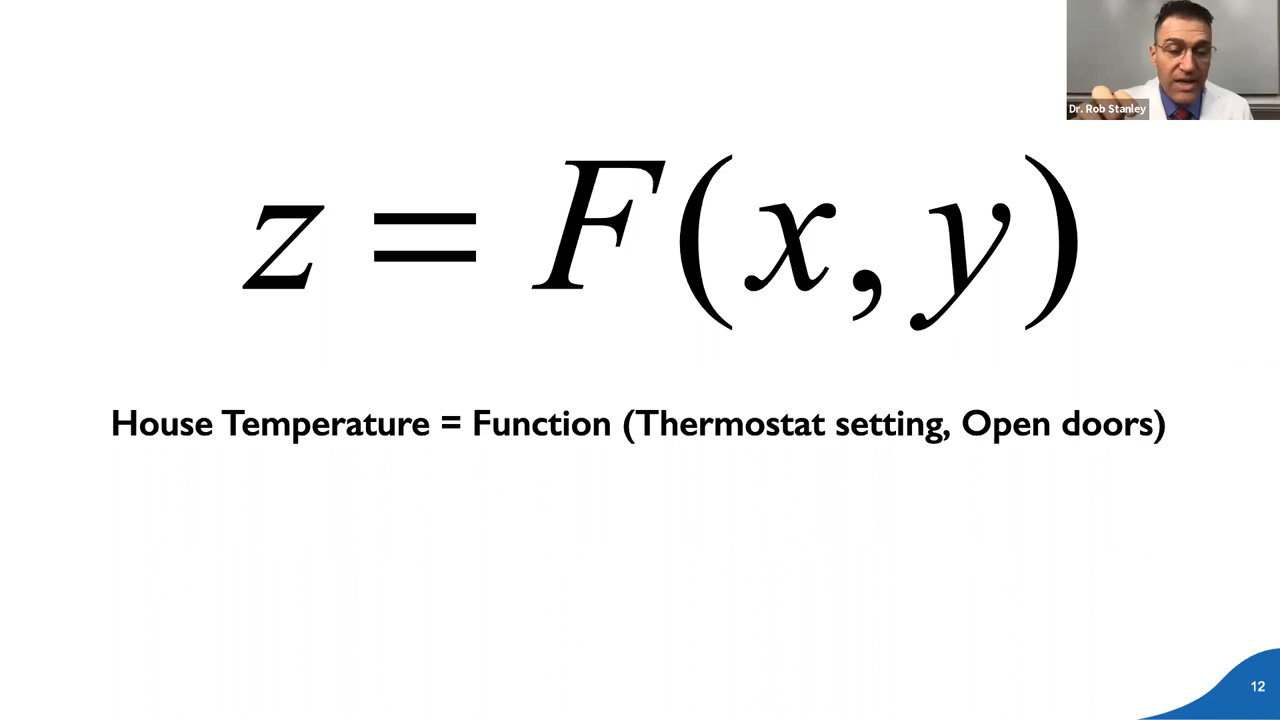 Dr. Rob Stanley
z = F(x, y)
House Temperature = Function (Thermostat setting, Open doors)
12